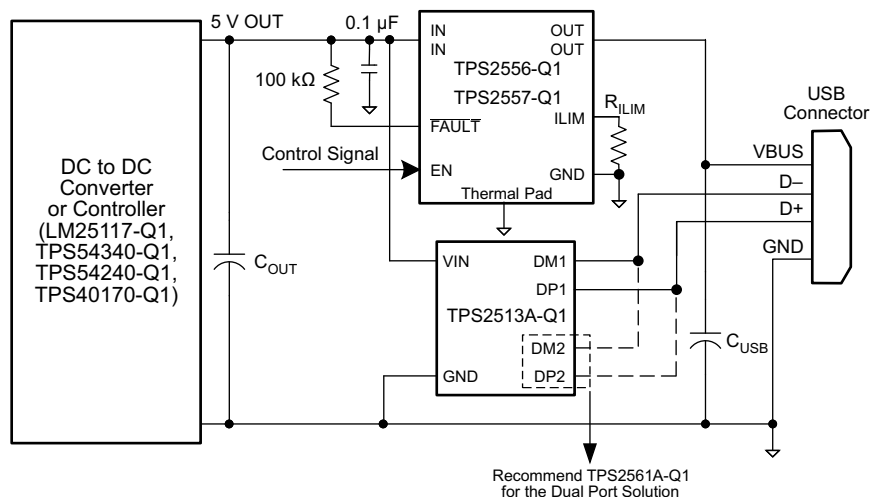 5 V OUT
0.1 µF
100 kΩ
IN
IN
OUT
OUT
TPS2556-Q1
TPS2557-Q1
FAULT
ILIM
R_ILIM
Control Signal
EN
GND
Thermal Pad
USB
Connector
VBUS
D–
D+
GND
DC to DC
Converter
or Controller
(LM25117-Q1,
TPS54340-Q1,
TPS54240-Q1,
TPS40170-Q1)
C_OUT
VIN
DM1
DP1
TPS2513A-Q1
DM2
DP2
GND
C_USB
Recommend TPS2561A-Q1
for the Dual Port Solution